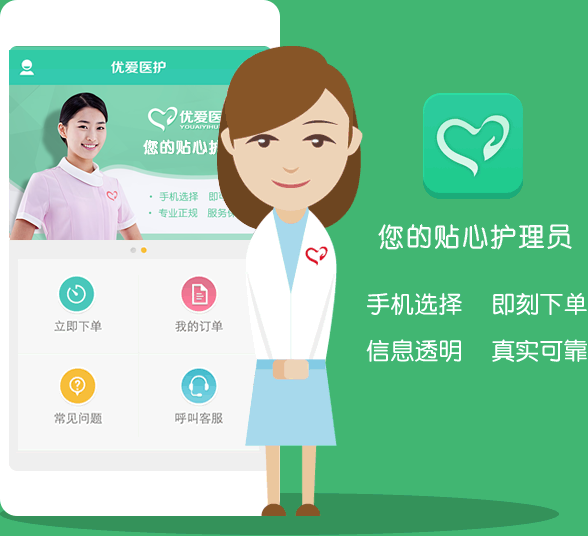 优爱医护
优爱医
YOUAIYIHU
您的贴心护
手机选择 即
专业正规 服务
立即下单
我的订单
常见问题
呼叫客服
您的贴心护理员
手机选择 即刻下单
信息透明 真实可靠